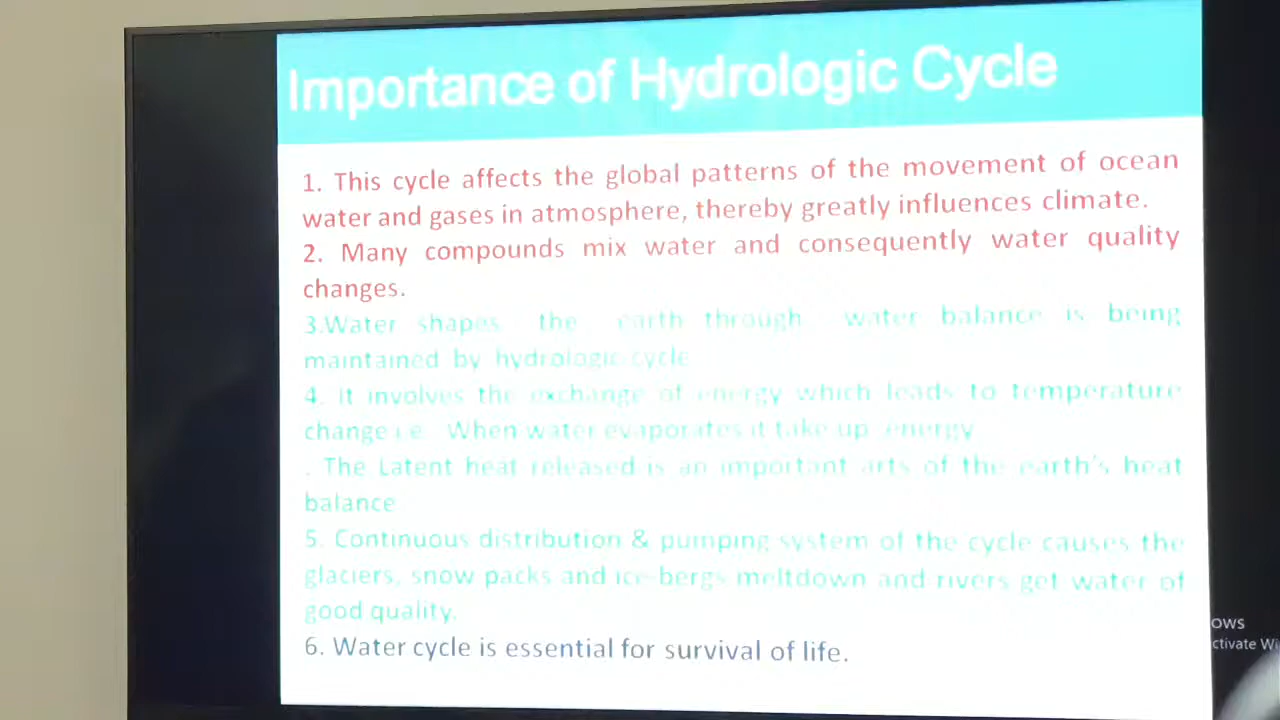 Importance of Hydrologic Cycle
1. This cycle affects the global patterns of the movement of ocean
water and gases in atmosphere, thereby greatly influences climate.
2. Many compounds mix water and consequently water quality
changes.
3.Water shapes the earth through water balance is being
maintained by hydrologic cycle
4. It involves the exchange of energy which leads to temperature
change i.e. When water evaporates it take up energy
. The Latent heat released is an important arts of the earth's heat
balance
5. Continuous distribution & pumping system of the cycle causes the
glaciers, snow packs and ice-bergs meltdown and rivers get water of
good quality.
6. Water cycle is essential for survival of life.
ows
ctivate Wi